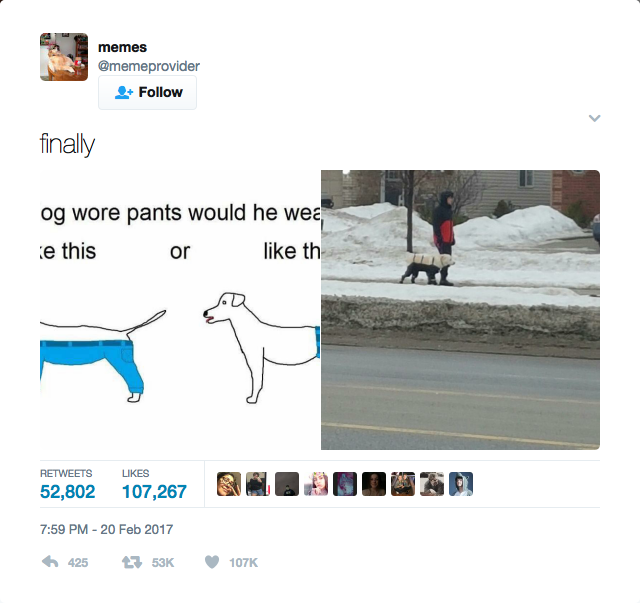 memes
@memeprovider
Follow
finally
og wore pants would he wea
e this or like th
RETWEETS LIKES
52,802 107,267
7:59 PM - 20 Feb 2017
425 53K 107K